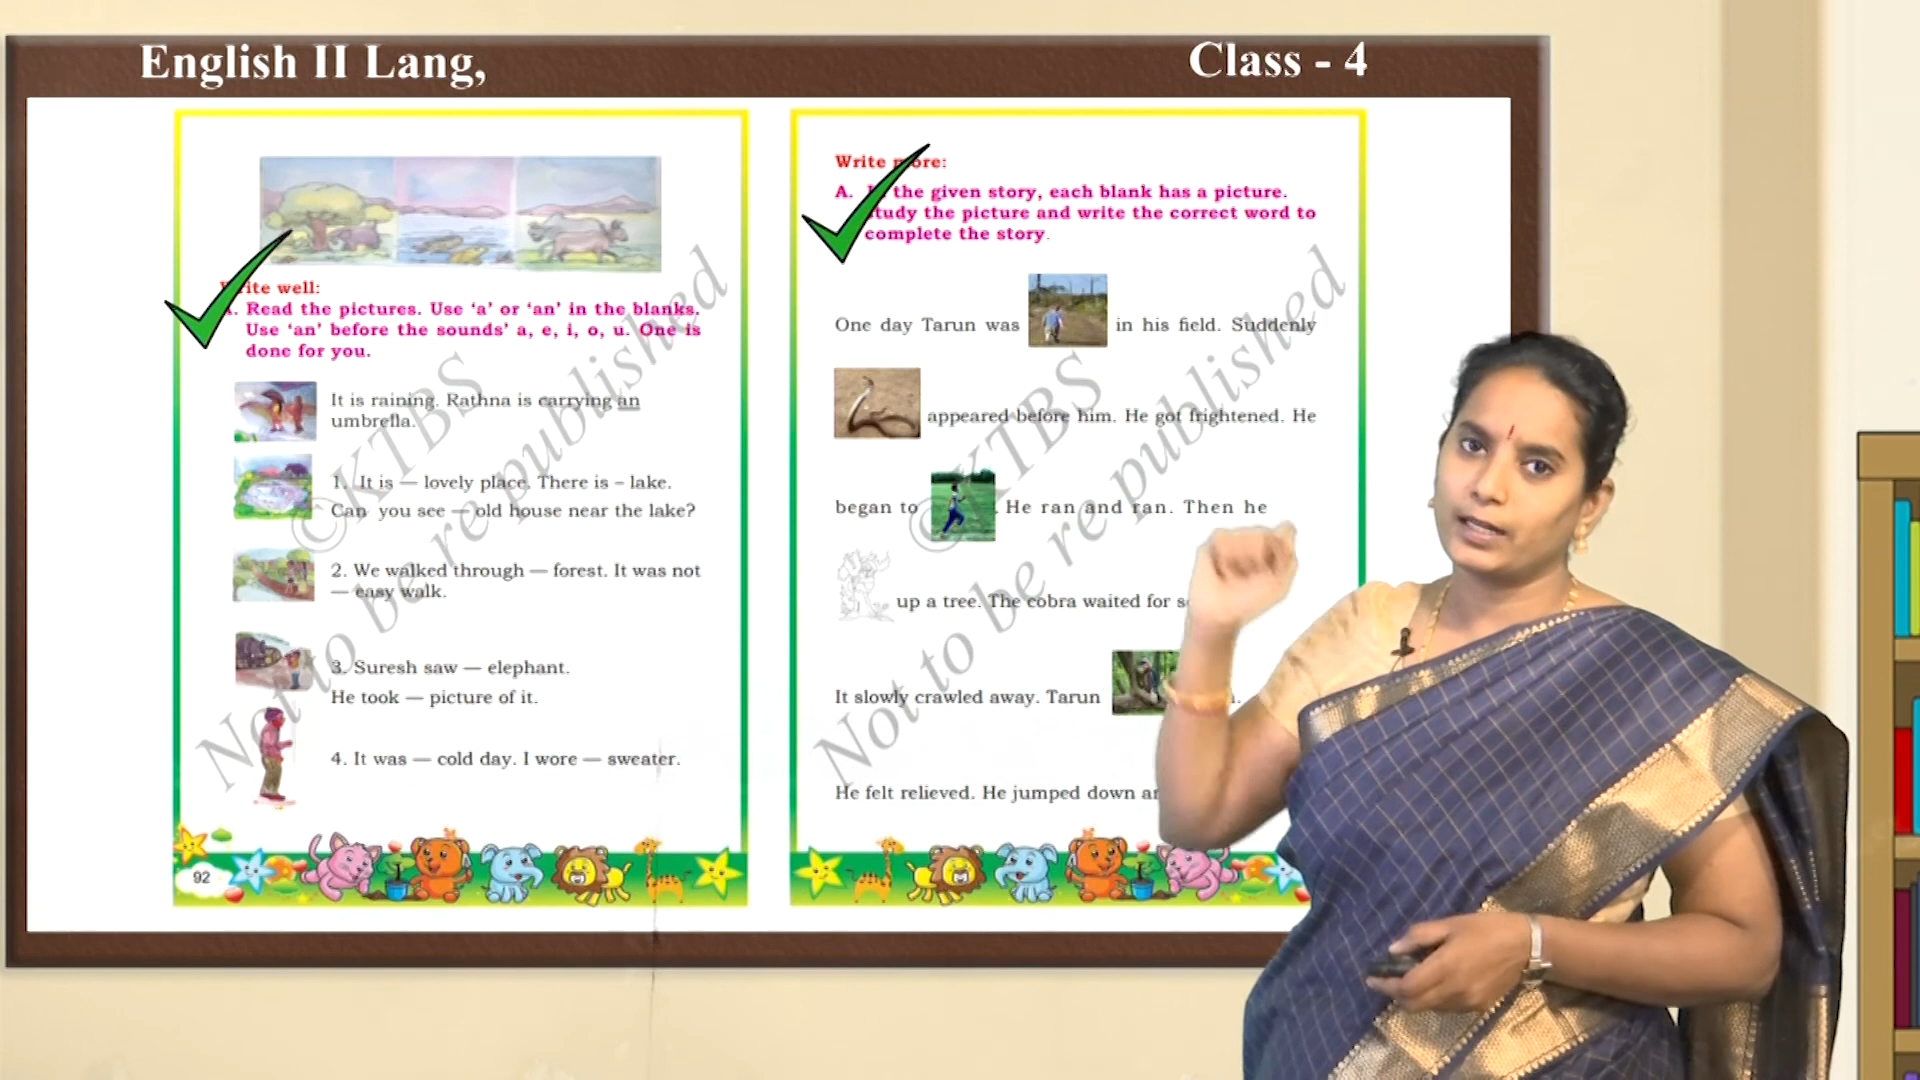 English II Lang,
Class - 4
Write well:
Read the pictures. Use ‘a’ or ‘an’ in the blanks.
Use ‘an’ before the sounds’ a, e, i, o, u. One is
done for you.
It is raining. Rathna is carrying an
umbrella.
1. It is — lovely place. There is – lake.
Can you see — old house near the lake?
2. We walked through — forest. It was not
— easy walk.
3. Suresh saw — elephant.
He took — picture of it.
4. It was — cold day. I wore — sweater.
92
©KTBS
Not to be republished
Write more:
A. In the given story, each blank has a picture.
Study the picture and write the correct word to
complete the story.
One day Tarun was in his field. Suddenly
appeared before him. He got frightened. He
began to . He ran and ran. Then he
up a tree. The cobra waited for
It slowly crawled away. Tarun
He felt relieved. He jumped down
©KTBS
Not to be republished